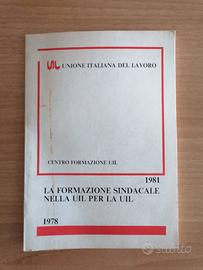 UIL UNIONE ITALIANA DEL LAVORO
CENTRO FORMAZIONE UIL
1981
LA FORMAZIONE SINDACALE
NELLA UIL PER LA UIL
1978
subito